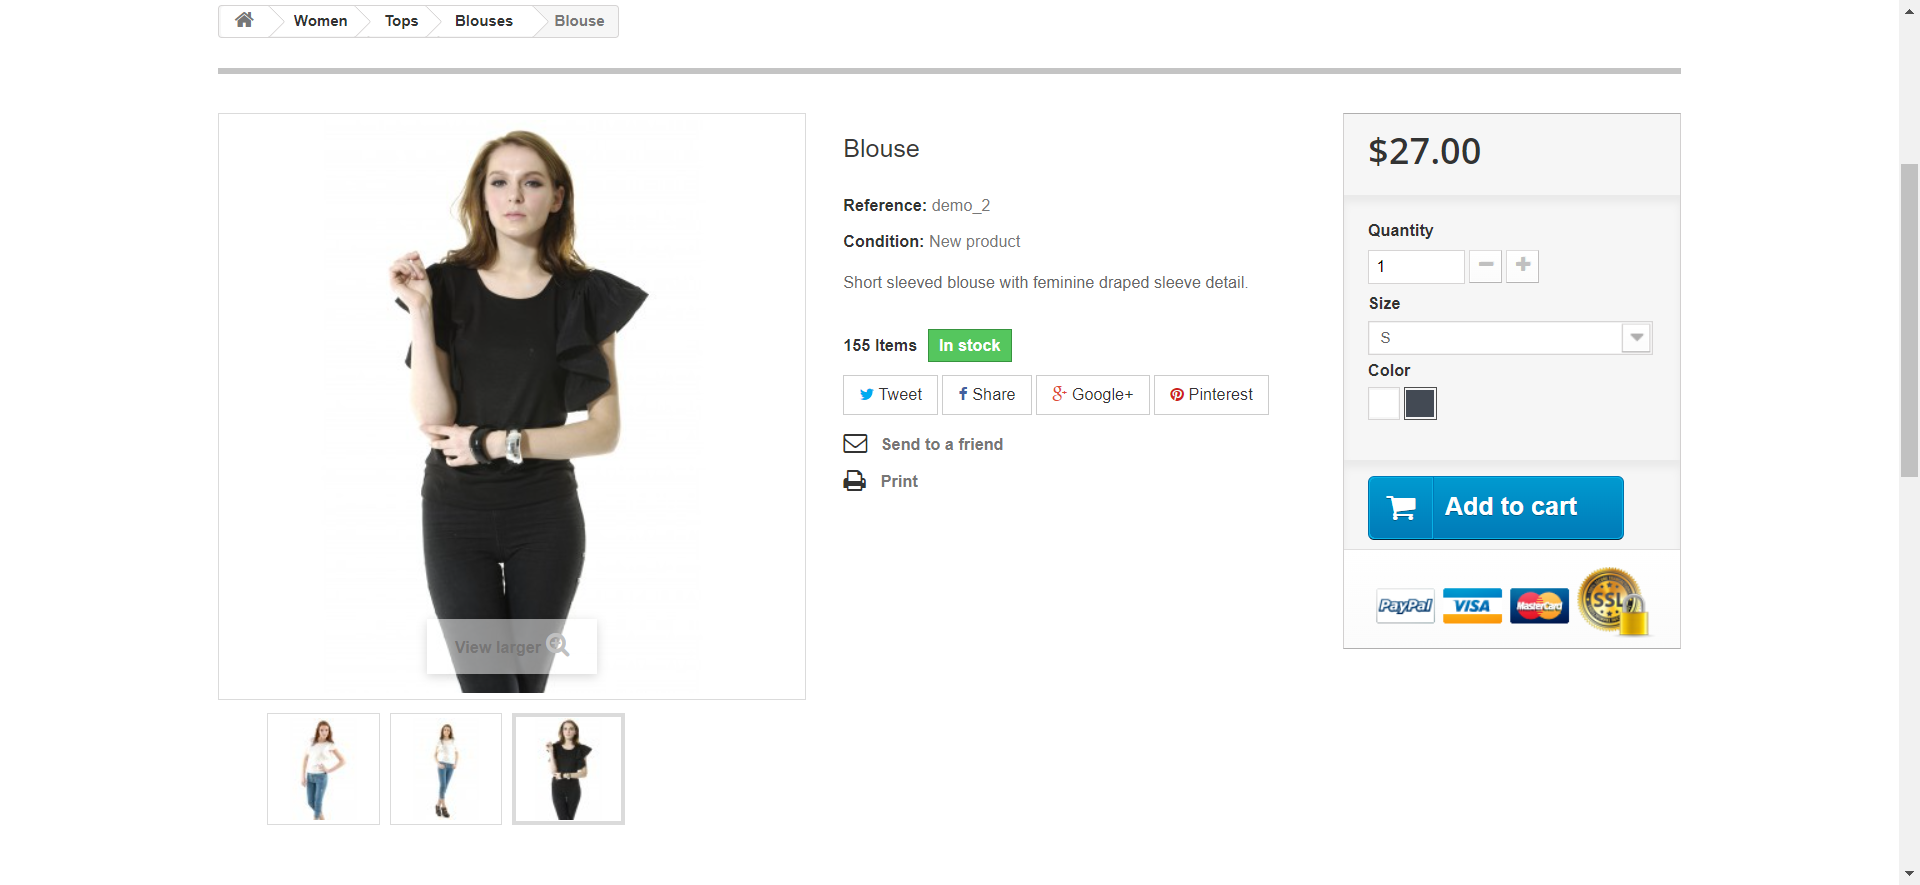 Women Tops Blouses Blouse
Blouse
Reference: demo_2
Condition: New product
Short sleeved blouse with feminine draped sleeve detail.
155 Items In stock
Tweet Share Google+ Pinterest
Send to a friend
Print
View larger
$27.00
Quantity
1
Size
S
Color
Add to cart
PayPal VISA MasterCard SSL